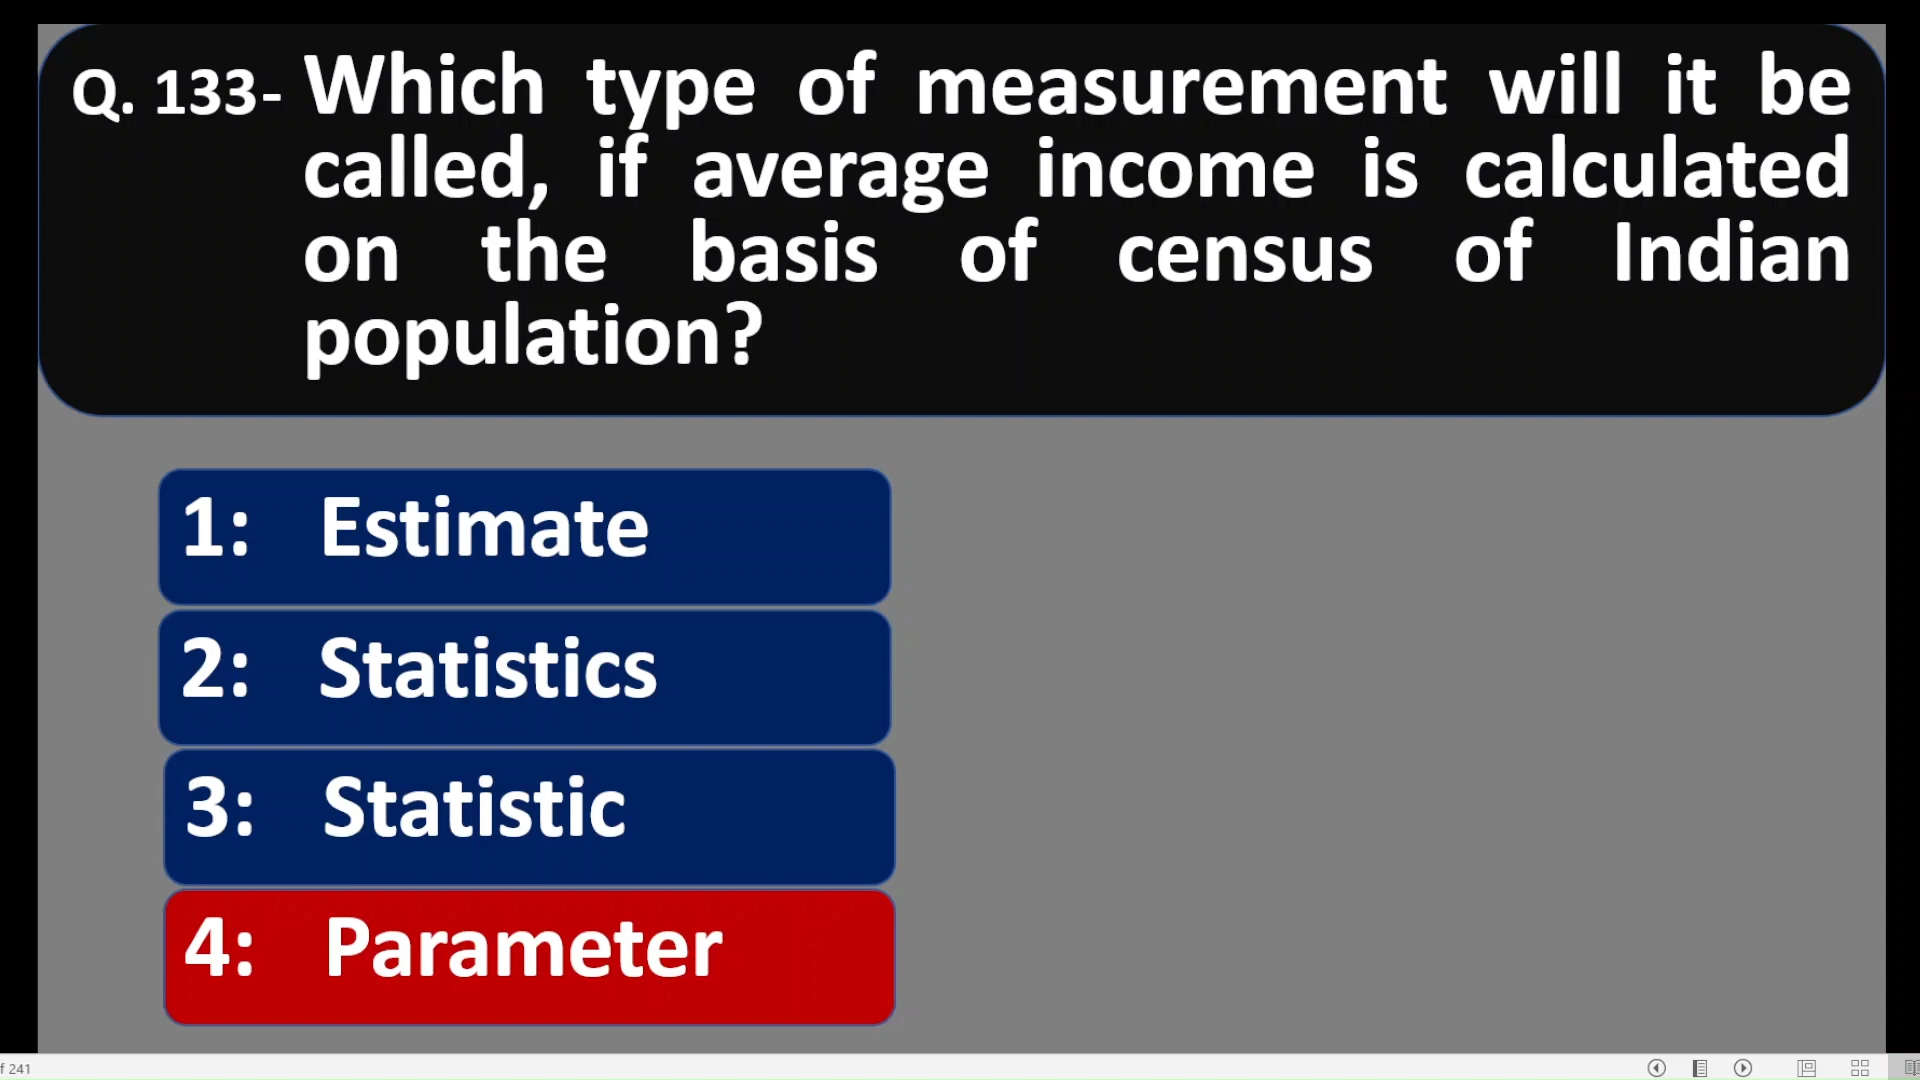 Q. 133- Which type of measurement will it be
called, if average income is calculated
on the basis of census of Indian
population?
1: Estimate
2: Statistics
3: Statistic
4: Parameter
f 241